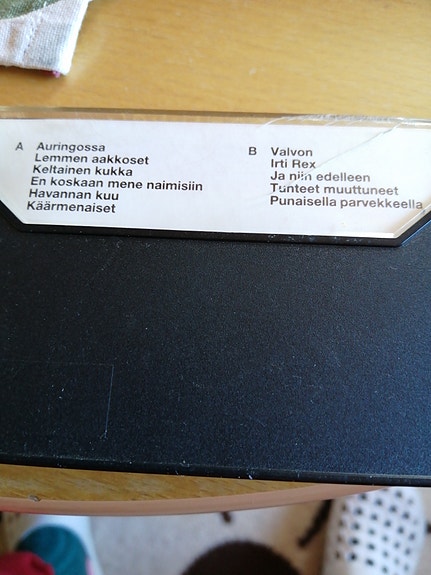 A Auringossa
Lemmen aakkoset
Keltainen kukka
En koskaan mene naimisiin
Havannan kuu
Käärmenaiset
B Valvon
Irti Rex
Ja niin edelleen
Tunteet muuttuneet
Punaisella parvekkeella